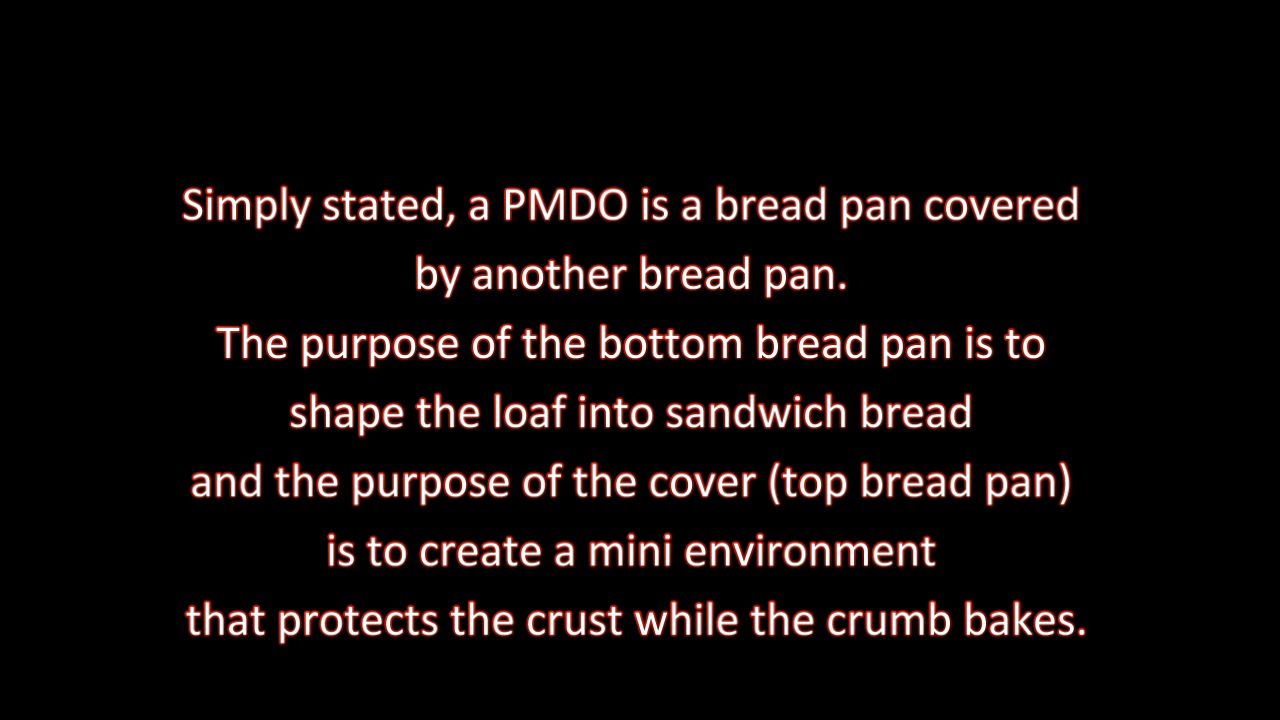 Simply stated, a PMDO is a bread pan covered
by another bread pan.
The purpose of the bottom bread pan is to
shape the loaf into sandwich bread
and the purpose of the cover (top bread pan)
is to create a mini environment
that protects the crust while the crumb bakes.